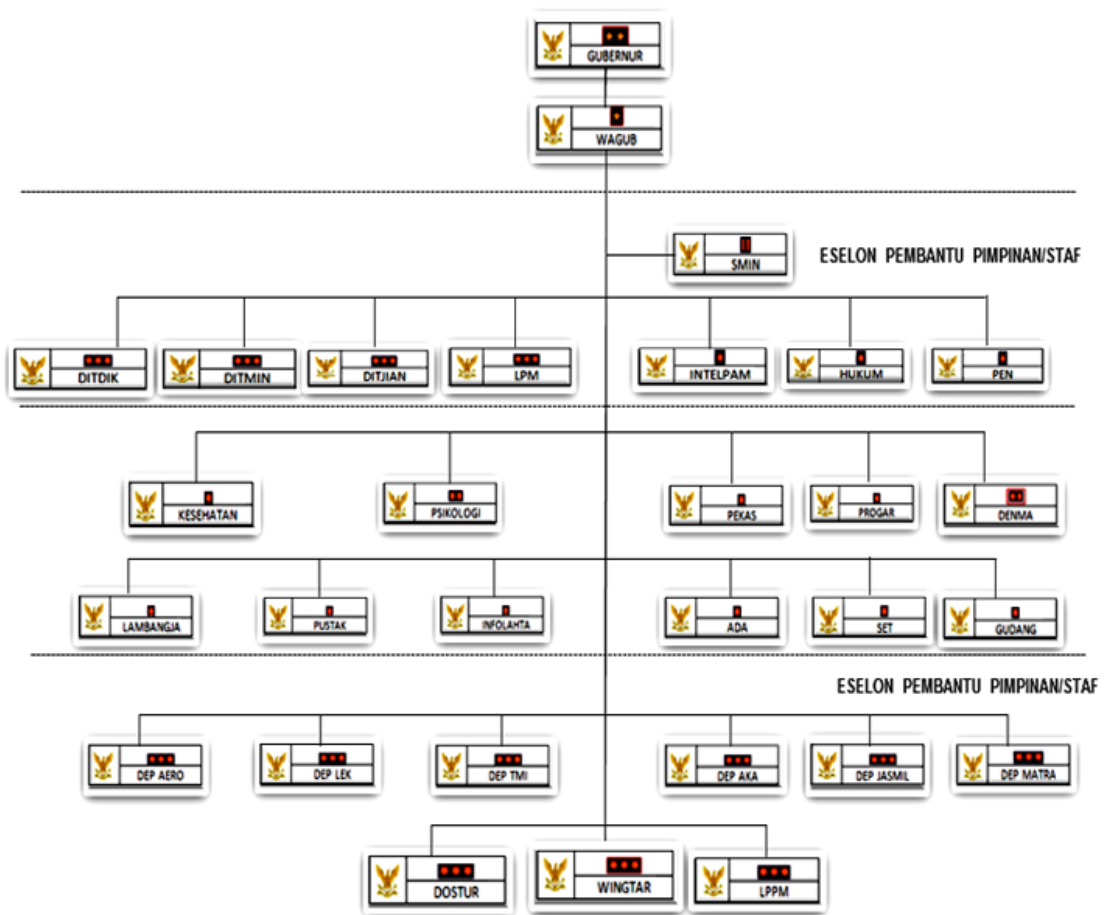 GUBERNUR
WAGUB
SMIN
ESELON PEMBANTU PIMPINAN/STAF
DITDIK
DITMIN
DITJIAN
LPM
INTELPAM
HUKUM
PEN
KESEHATAN
PSIKOLOGI
PEKAS
PROGAR
DENMA
LAMBANGJA
PUSTAK
INFOLAHTA
ADA
SET
GUDANG
ESELON PEMBANTU PIMPINAN/STAF
DEP AERO
DEP LEK
DEP TMI
DEP AKA
DEP JASMIL
DEP MATRA
DOSTUR
WINGTAR
LPPM